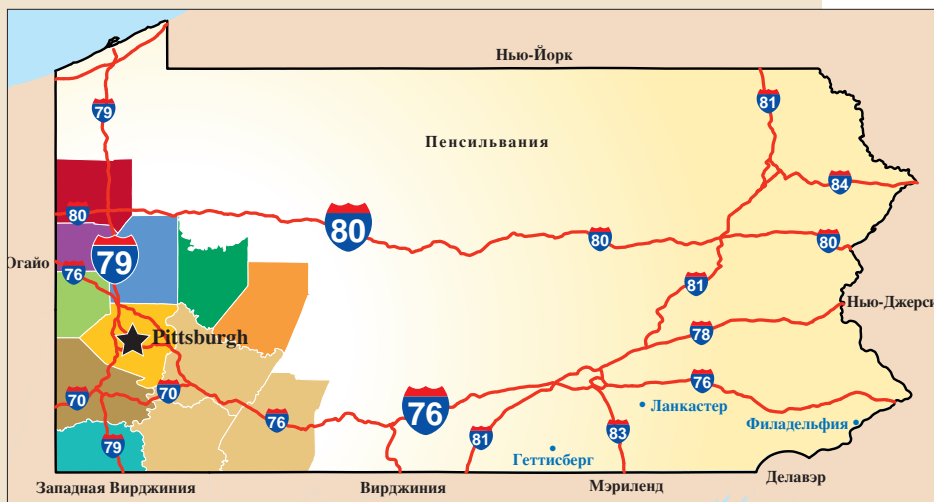 Нью-Йорк
79
81
Пенсильвания
84
80
80
80
80
Огайо
79
76
81
Нью-Джерси
Pittsburgh
78
70
70
76
76
76
Ланкастер
Филадельфия
79
81
83
Геттисберг
Западная Вирджиния
Вирджиния
Мэриленд
Делавэр